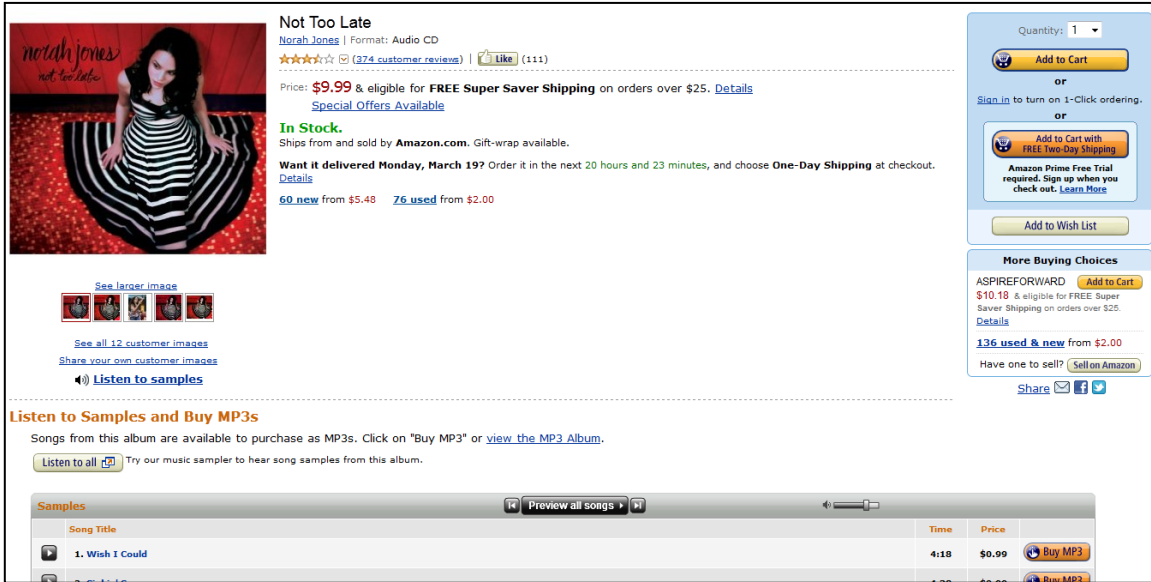 norah jones
not too late
Not Too Late
Norah Jones | Format: Audio CD
(374 customer reviews) | Like (111)
Price: $9.99 & eligible for FREE Super Saver Shipping on orders over $25. Details
Special Offers Available
In Stock.
Ships from and sold by Amazon.com. Gift-wrap available.
Want it delivered Monday, March 19? Order it in the next 20 hours and 23 minutes, and choose One-Day Shipping at checkout.
Details
60 new from $5.48 76 used from $2.00
See larger image
See all 12 customer images
Share your own customer images
Listen to samples
Quantity: 1
Add to Cart
or
Sign in to turn on 1-Click ordering.
or
Add to Cart with
FREE Two-Day Shipping
Amazon Prime Free Trial
required. Sign up when you
check out. Learn More
Add to Wish List
More Buying Choices
ASPIREFORWARD Add to Cart
$10.18 & eligible for FREE Super
Saver Shipping on orders over $25.
Details
136 used & new from $2.00
Have one to sell? Sell on Amazon
Share
Listen to Samples and Buy MP3s
Songs from this album are available to purchase as MP3s. Click on "Buy MP3" or view the MP3 Album.
Listen to all Try our music sampler to hear song samples from this album.
Samples Preview all songs
Song Title Time Price
1. Wish I Could 4:18 $0.99 Buy MP3
Buy MP3